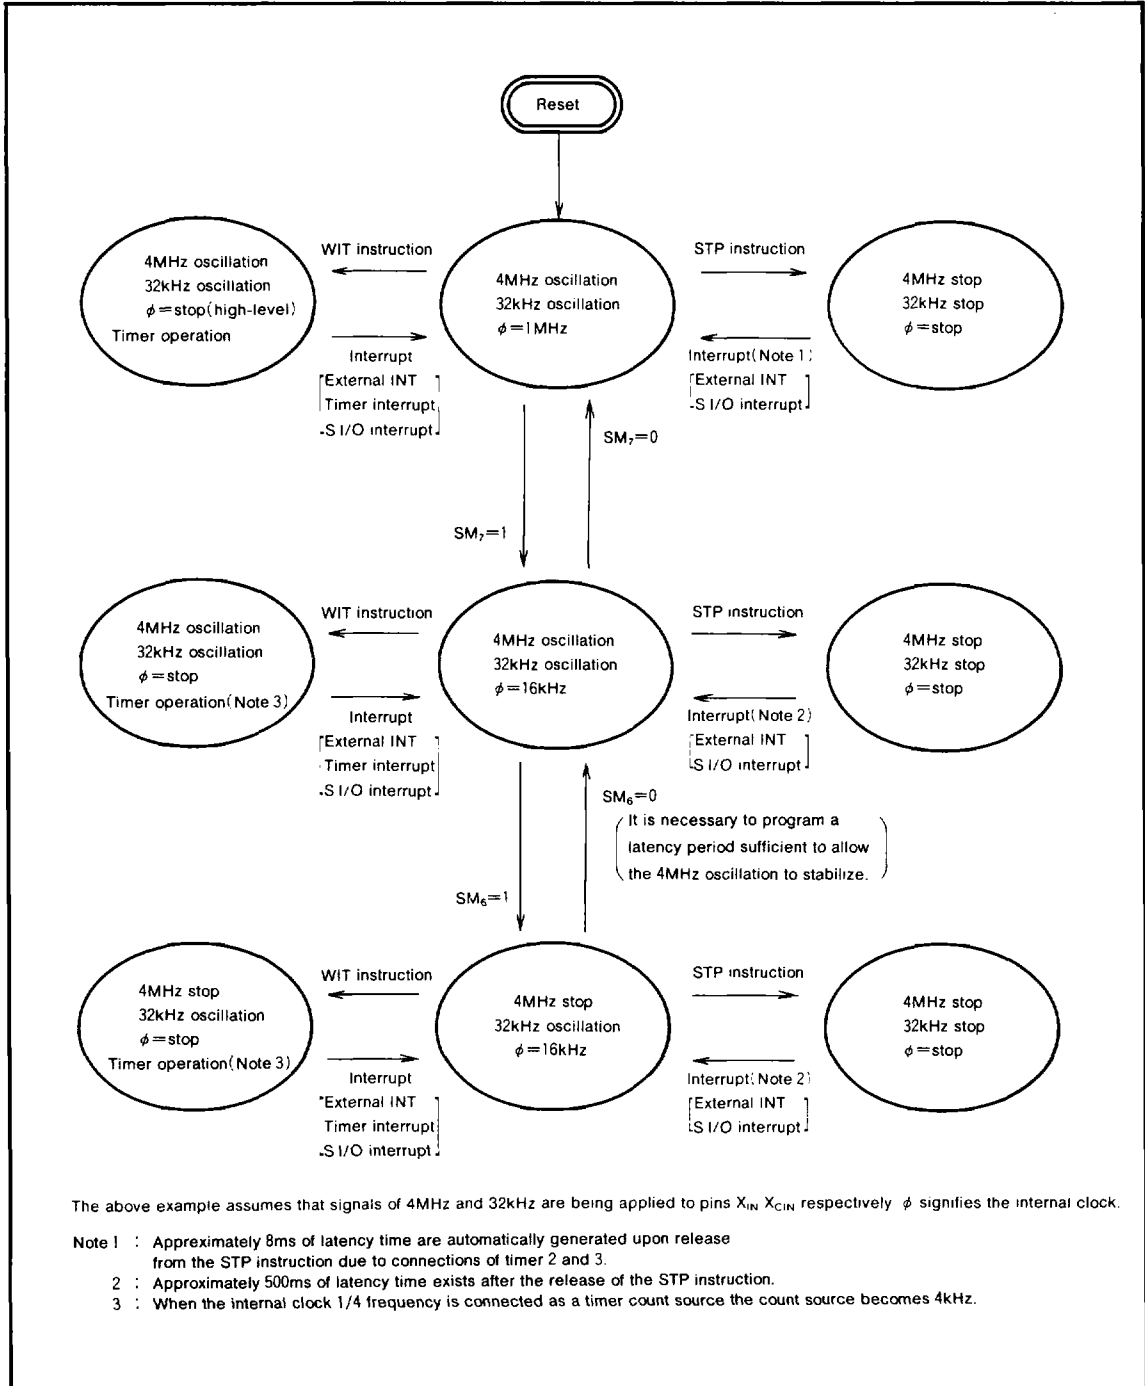 Reset
4MHz oscillation
32kHz oscillation
φ=stop(high-level)
Timer operation
WIT instruction
Interrupt
External INT
Timer interrupt
S I/O interrupt
4MHz oscillation
32kHz oscillation
φ=1MHz
STP instruction
Interrupt(Note 1)
External INT
S I/O interrupt
4MHz stop
32kHz stop
φ=stop
SM₇=1
SM₇=0
4MHz oscillation
32kHz oscillation
φ=stop
Timer operation(Note 3)
WIT instruction
Interrupt
External INT
Timer interrupt
S I/O interrupt
4MHz oscillation
32kHz oscillation
φ=16kHz
STP instruction
Interrupt(Note 2)
External INT
S I/O interrupt
4MHz stop
32kHz stop
φ=stop
SM₆=1
SM₆=0
(It is necessary to program a
latency period sufficient to allow
the 4MHz oscillation to stabilize.)
4MHz stop
32kHz oscillation
φ=stop
Timer operation(Note 3)
WIT instruction
Interrupt
External INT
Timer interrupt
S I/O interrupt
4MHz stop
32kHz oscillation
φ=16kHz
STP instruction
Interrupt(Note 2)
External INT
S I/O interrupt
4MHz stop
32kHz stop
φ=stop
The above example assumes that signals of 4MHz and 32kHz are being applied to pins X_IN X_CIN respectively φ signifies the internal clock.
Note 1 : Appreximately 8ms of latency time are automatically generated upon release
from the STP instruction due to connections of timer 2 and 3.
2 : Approximately 500ms of latency time exists after the release of the STP instruction.
3 : When the internal clock 1/4 frequency is connected as a timer count source the count source becomes 4kHz.